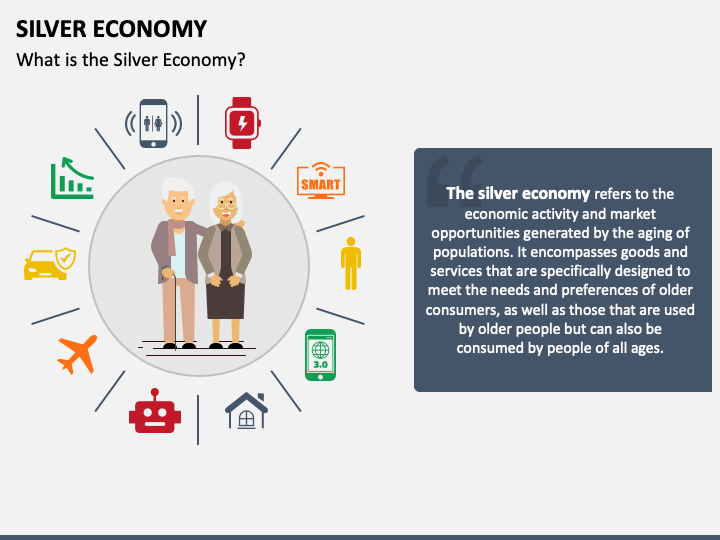 SILVER ECONOMY
What is the Silver Economy?
SMART
3.0
The silver economy refers to the
economic activity and market
opportunities generated by the aging of
populations. It encompasses goods and
services that are specifically designed to
meet the needs and preferences of older
consumers, as well as those that are used
by older people but can also be
consumed by people of all ages.